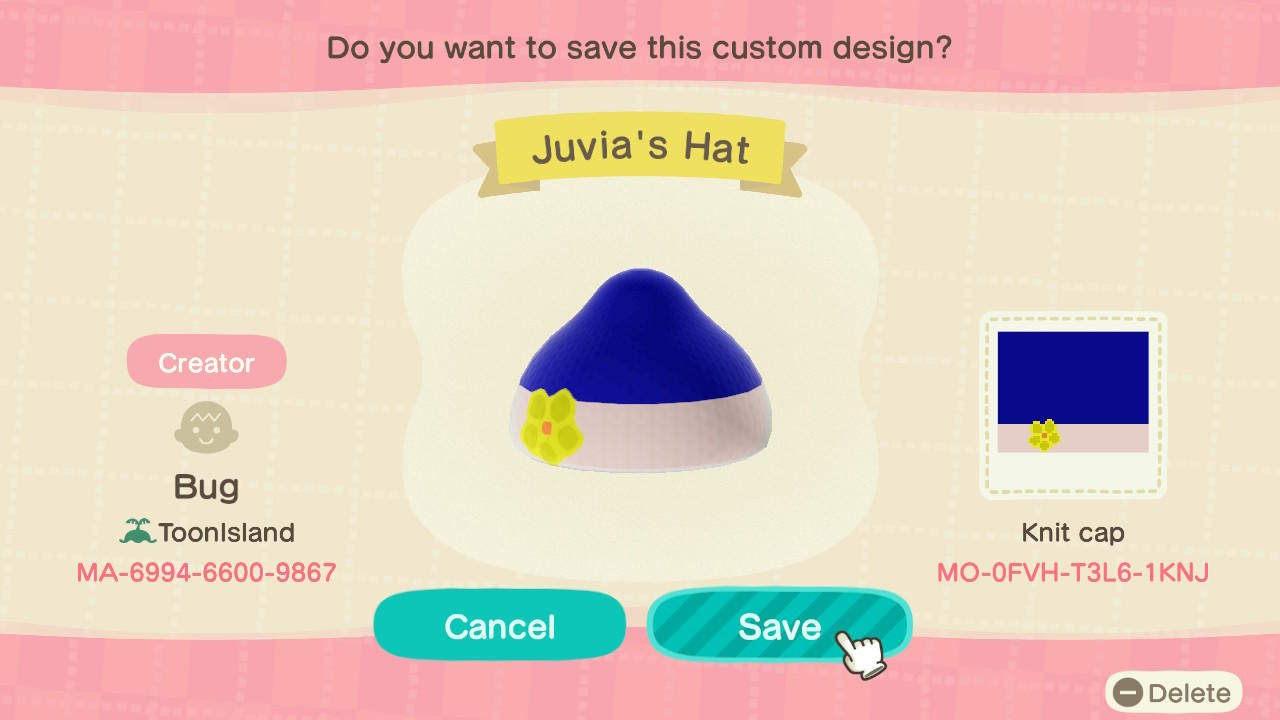 Do you want to save this custom design?
Juvia's Hat
Creator
Bug
ToonIsland
MA-6994-6600-9867
Knit cap
MO-0FVH-T3L6-1KNJ
Cancel
Save
Delete